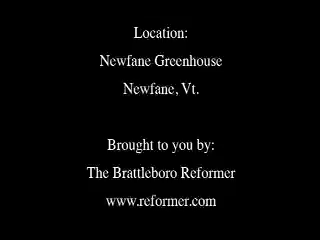 Location:
Newfane Greenhouse
Newfane, Vt.
Brought to you by:
The Brattleboro Reformer
www.reformer.com